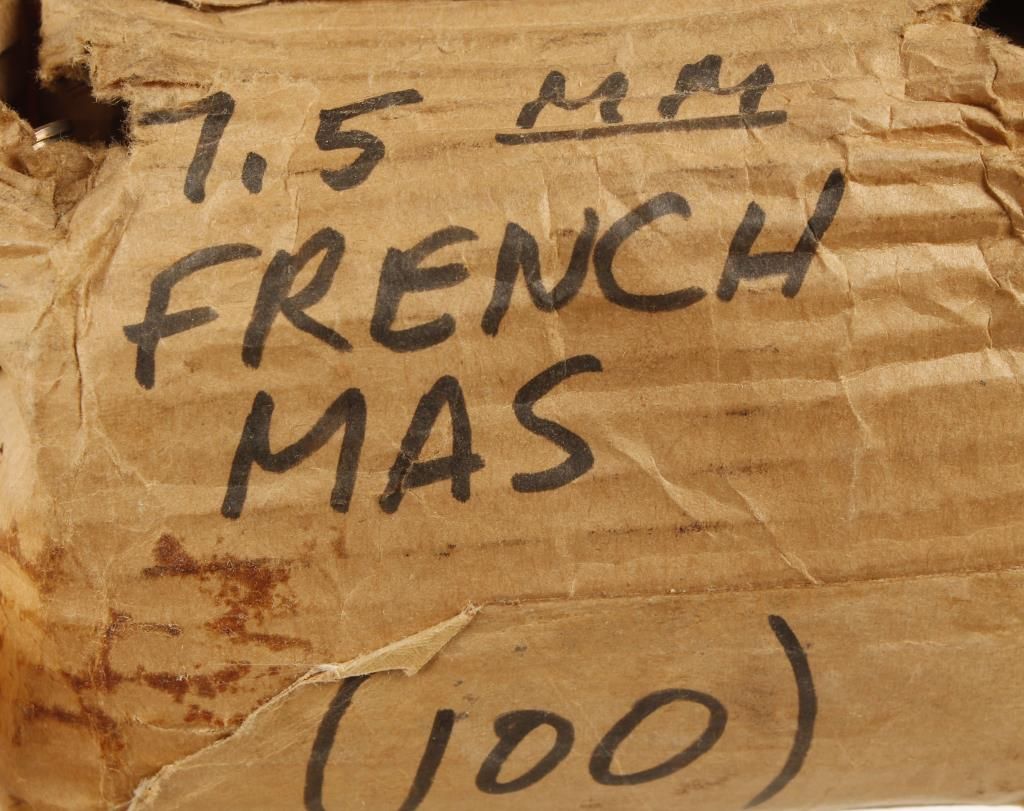 7.5 MM
FRENCH
MAS
(100)